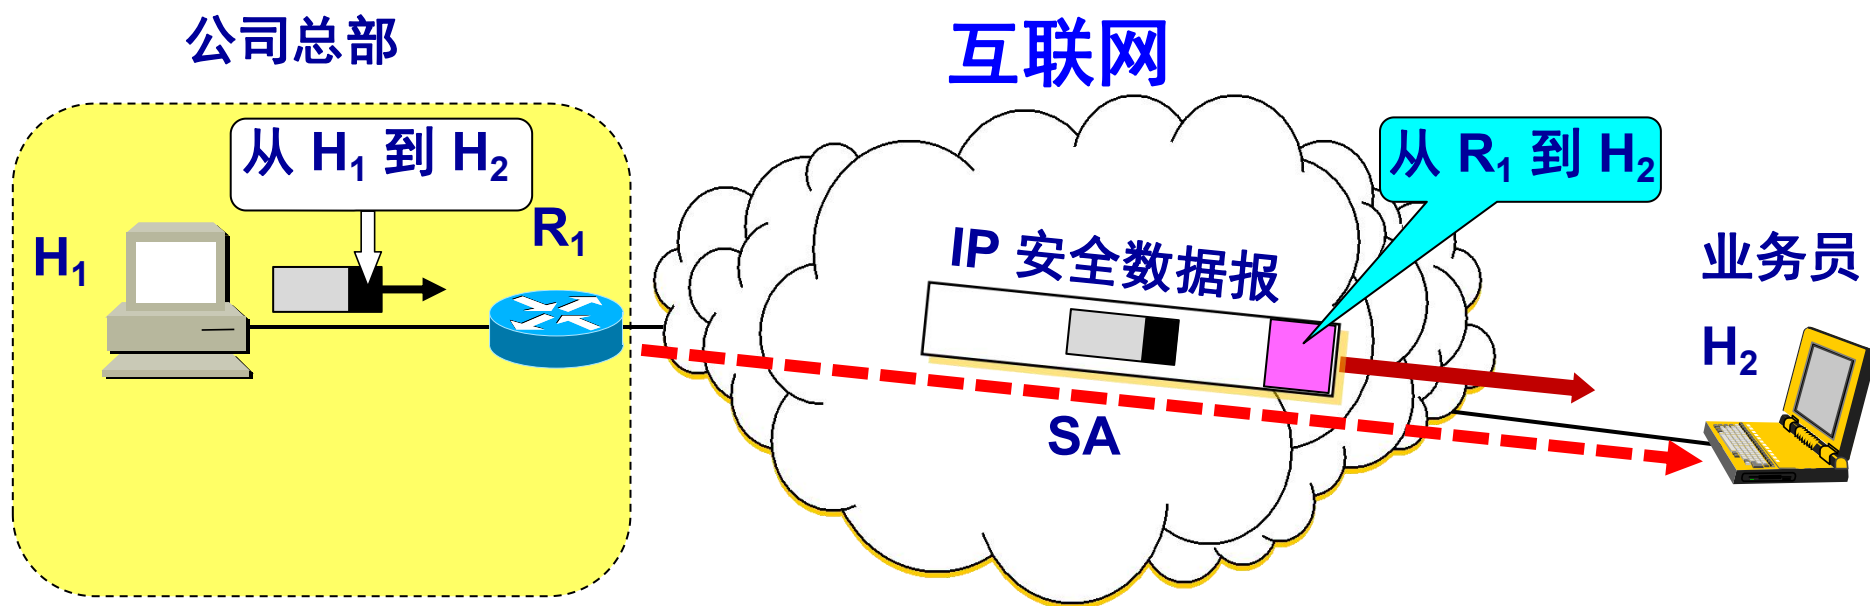 公司总部
互联网
从 H₁ 到 H₂
从 R₁ 到 H₂
R₁
H₁
IP 安全数据报
业务员
H₂
SA